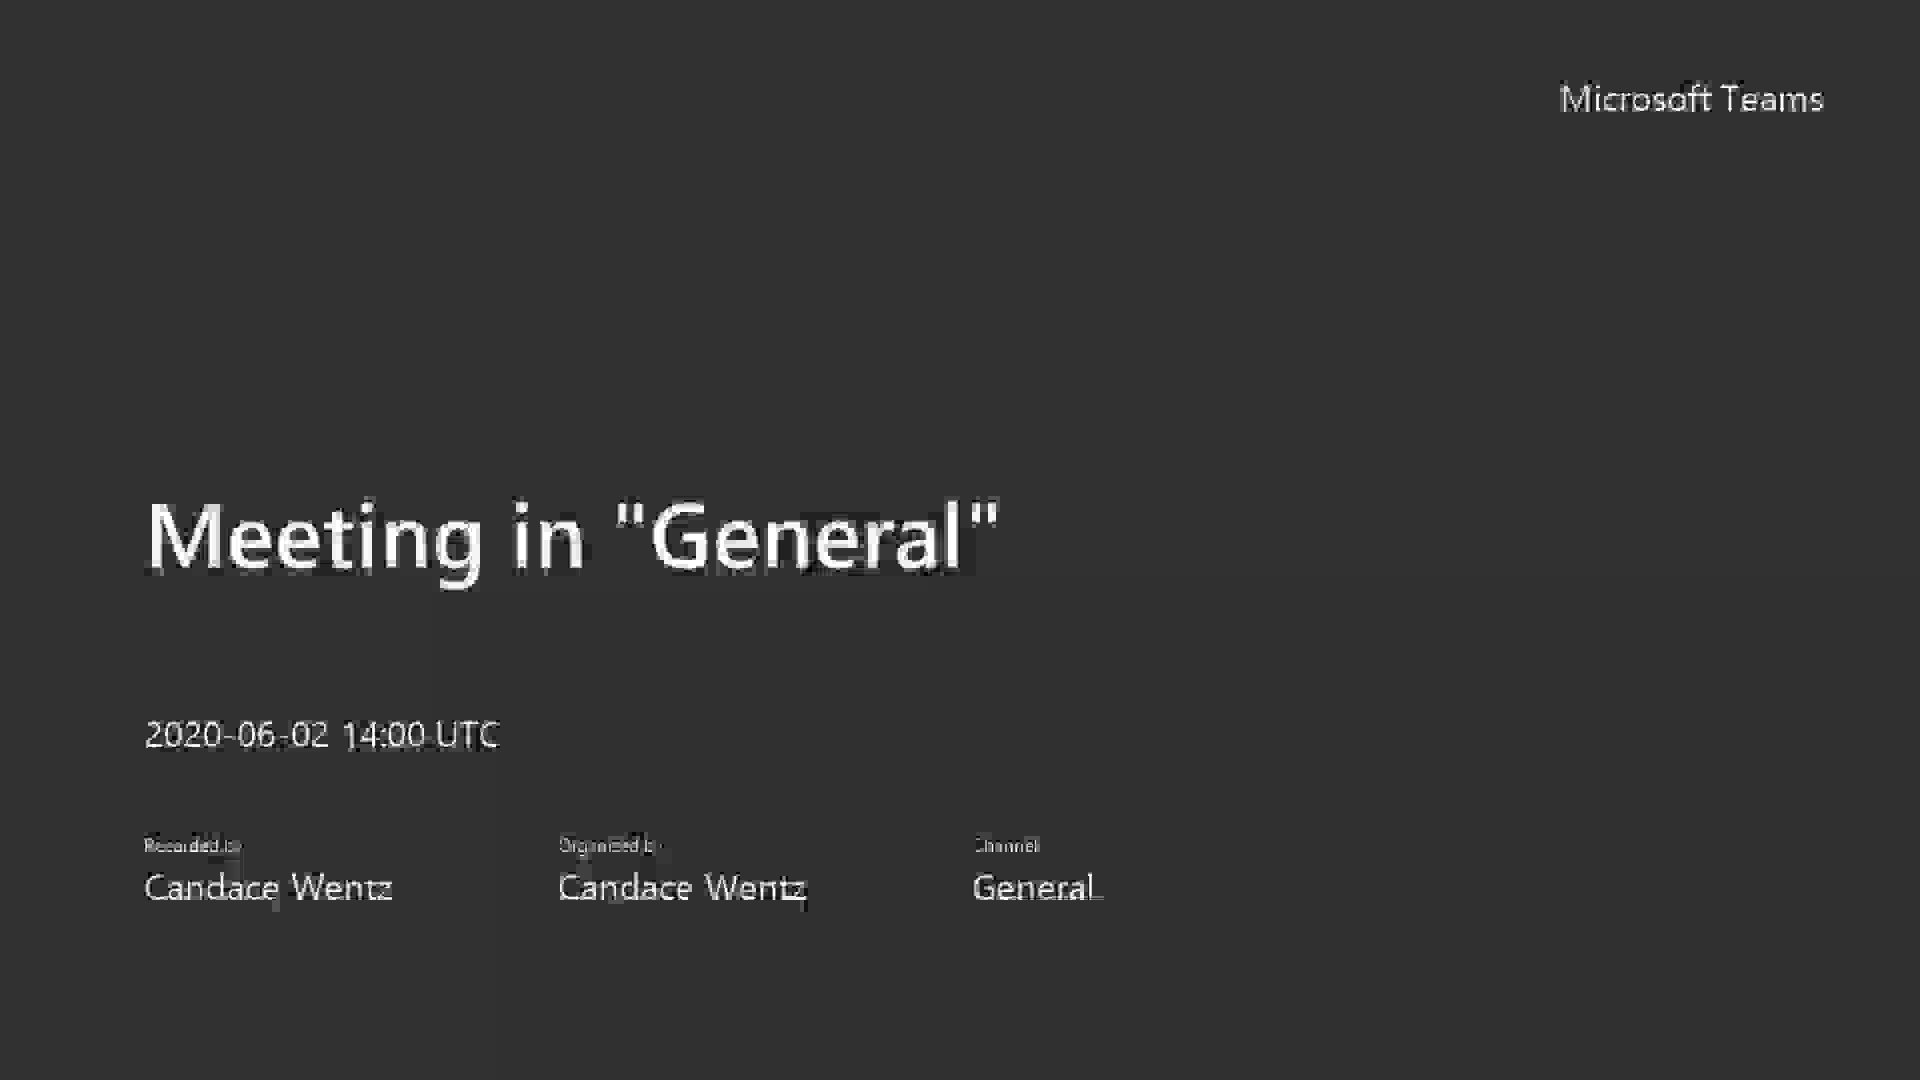 Microsoft Teams
Meeting in "General"
2020-06-02 14:00 UTC
Recorded by
Organized by
Channel
Candace Wentz
Candace Wentz
General